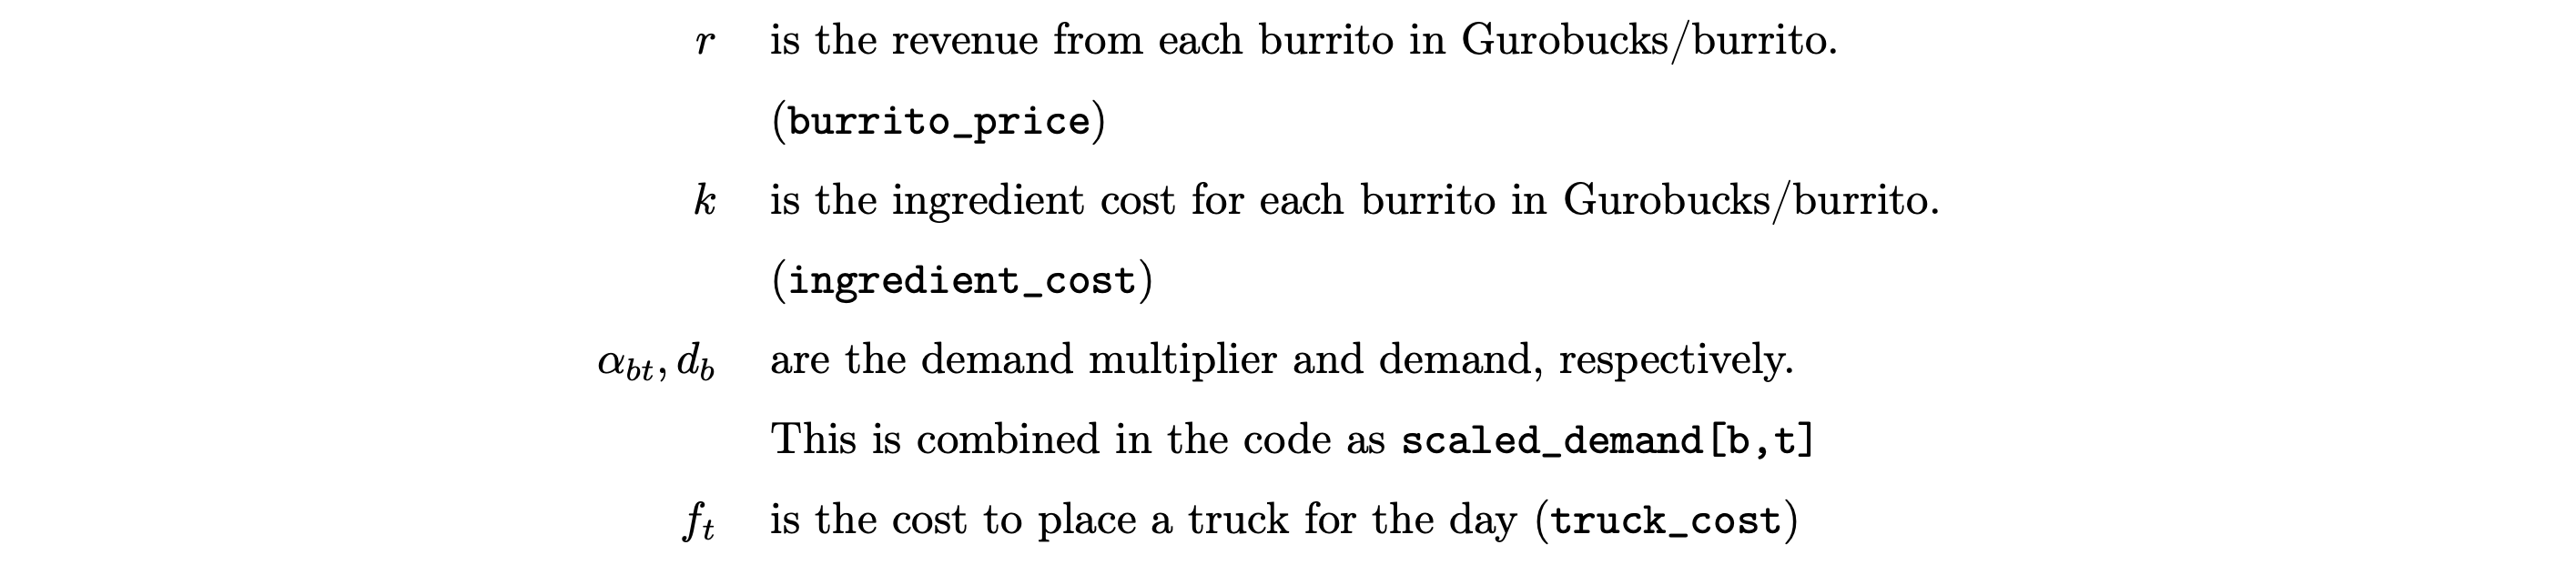 r is the revenue from each burrito in Gurobucks/burrito.
(burrito_price)
k is the ingredient cost for each burrito in Gurobucks/burrito.
(ingredient_cost)
α_{bt}, d_b are the demand multiplier and demand, respectively.
This is combined in the code as scaled_demand[b,t]
f_t is the cost to place a truck for the day (truck_cost)